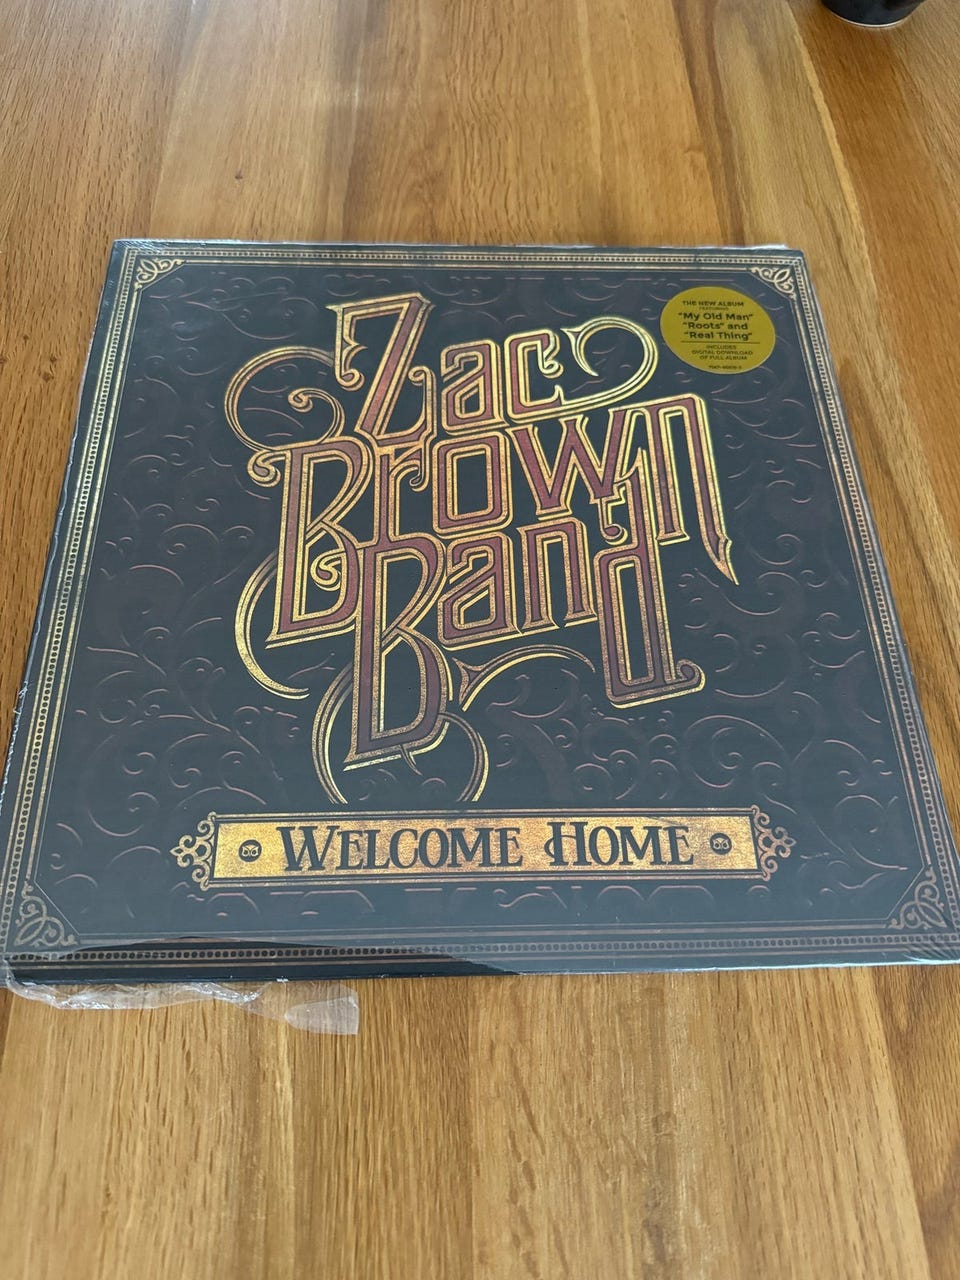 Zac
Brown
Band
THE NEW ALBUM
FEATURING
"My Old Man"
"Roots" and
"Real Thing"
INCLUDES
DIGITAL DOWNLOAD
OF FULL ALBUM
WELCOME HOME